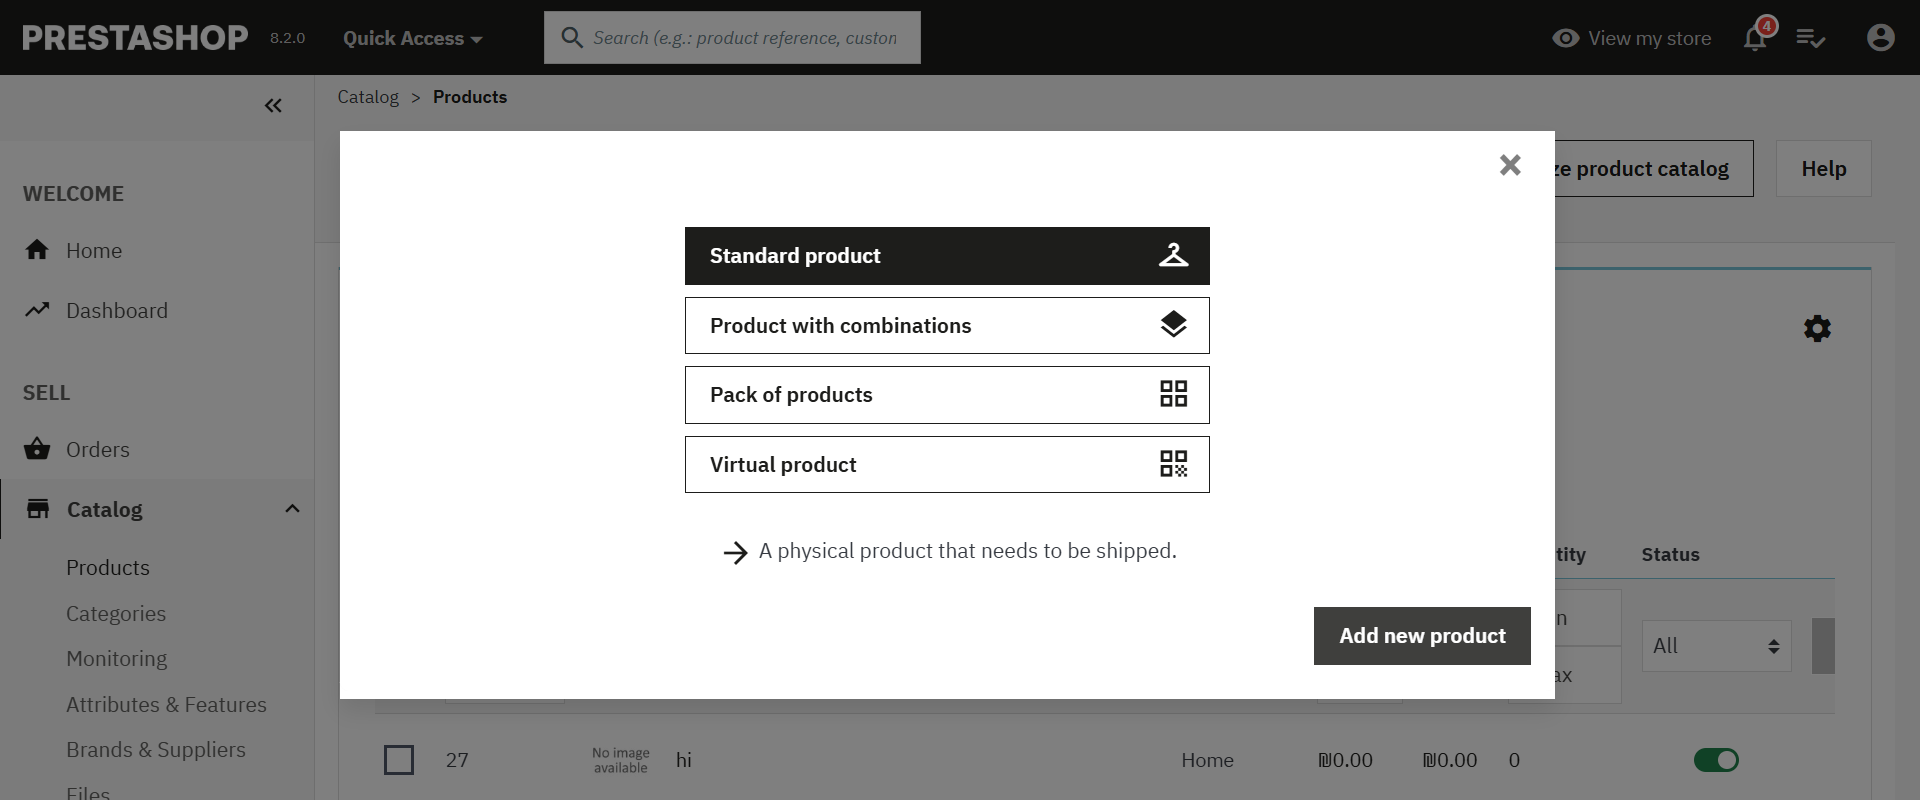 PRESTASHOP 8.2.0 Quick Access Search (e.g.: product reference, custon View my store 4
Catalog > Products
ze product catalog Help
WELCOME
Home
Dashboard
SELL
Orders
Catalog
Products
Categories
Monitoring
Attributes & Features
Brands & Suppliers
Files
Standard product
Product with combinations
Pack of products
Virtual product
A physical product that needs to be shipped.
Add new product
tity Status
n
All
ax
27 No image available hi Home ₪0.00 ₪0.00 0